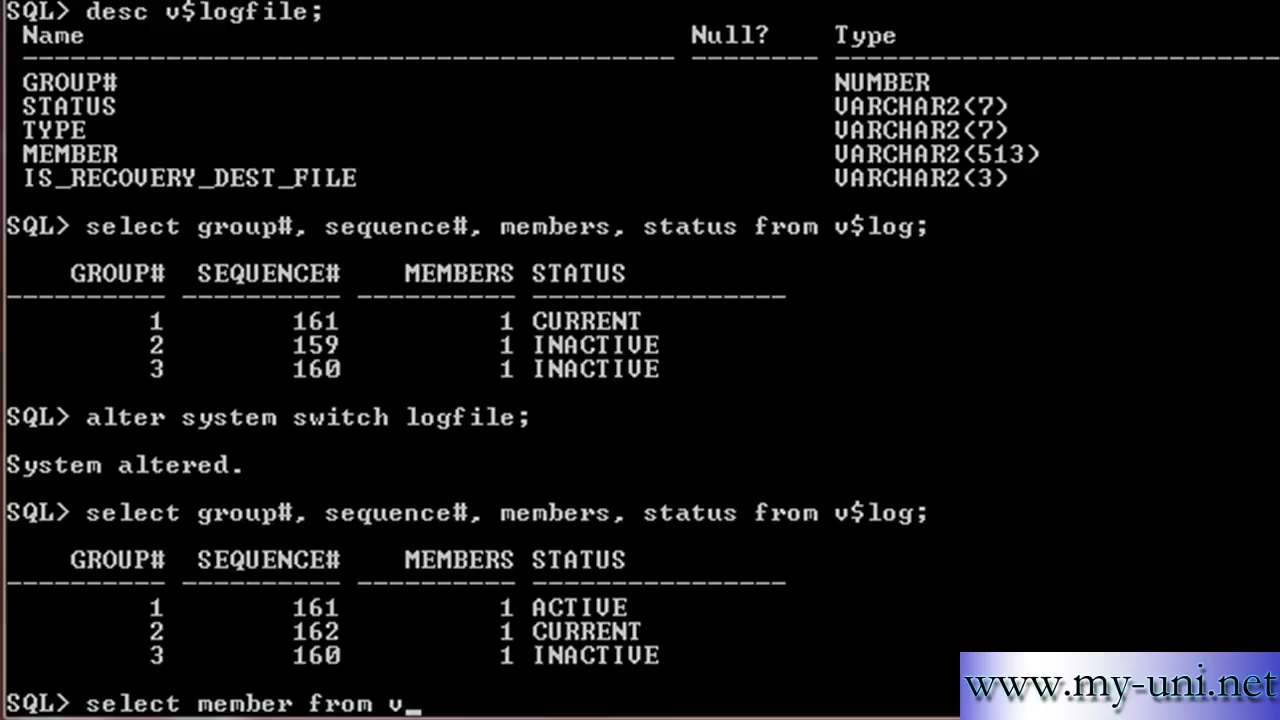 SQL> desc v$logfile;
Name Null? Type
----------------------------------------- -------- ----------------------------
GROUP# NUMBER
STATUS VARCHAR2(7)
TYPE VARCHAR2(7)
MEMBER VARCHAR2(513)
IS_RECOVERY_DEST_FILE VARCHAR2(3)
SQL> select group#, sequence#, members, status from v$log;
GROUP# SEQUENCE# MEMBERS STATUS
---------- ---------- ---------- ----------------
1 161 1 CURRENT
2 159 1 INACTIVE
3 160 1 INACTIVE
SQL> alter system switch logfile;
System altered.
SQL> select group#, sequence#, members, status from v$log;
GROUP# SEQUENCE# MEMBERS STATUS
---------- ---------- ---------- ----------------
1 161 1 ACTIVE
2 162 1 CURRENT
3 160 1 INACTIVE
SQL> select member from v_
www.my-uni.net